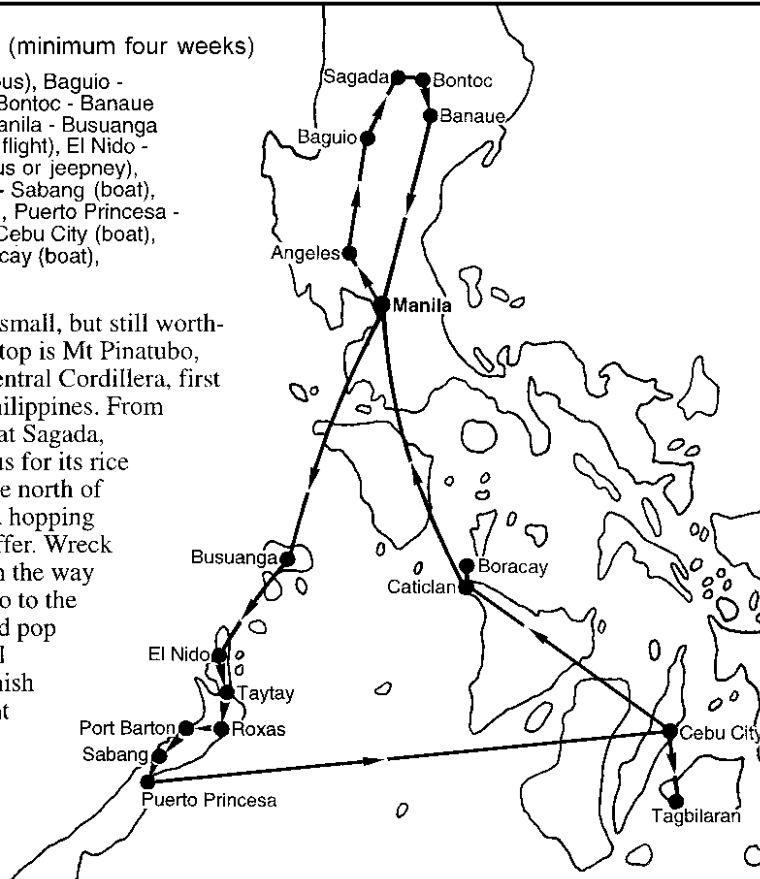 (minimum four weeks)
us), Baguio -
Bontoc - Banaue
anila - Busuanga
flight), El Nido -
us or jeepney),
- Sabang (boat),
, Puerto Princesa -
Cebu City (boat),
cay (boat),
small, but still worth-
top is Mt Pinatubo,
entral Cordillera, first
hilippines. From
at Sagada,
us for its rice
e north of
hopping
ffer. Wreck
n the way
o to the
d pop
nish
Sagada
Bontoc
Banaue
Baguio
Angeles
Manila
Busuanga
Boracay
Caticlan
El Nido
Taytay
Port Barton
Roxas
Sabang
Puerto Princesa
Cebu City
Tagbilaran